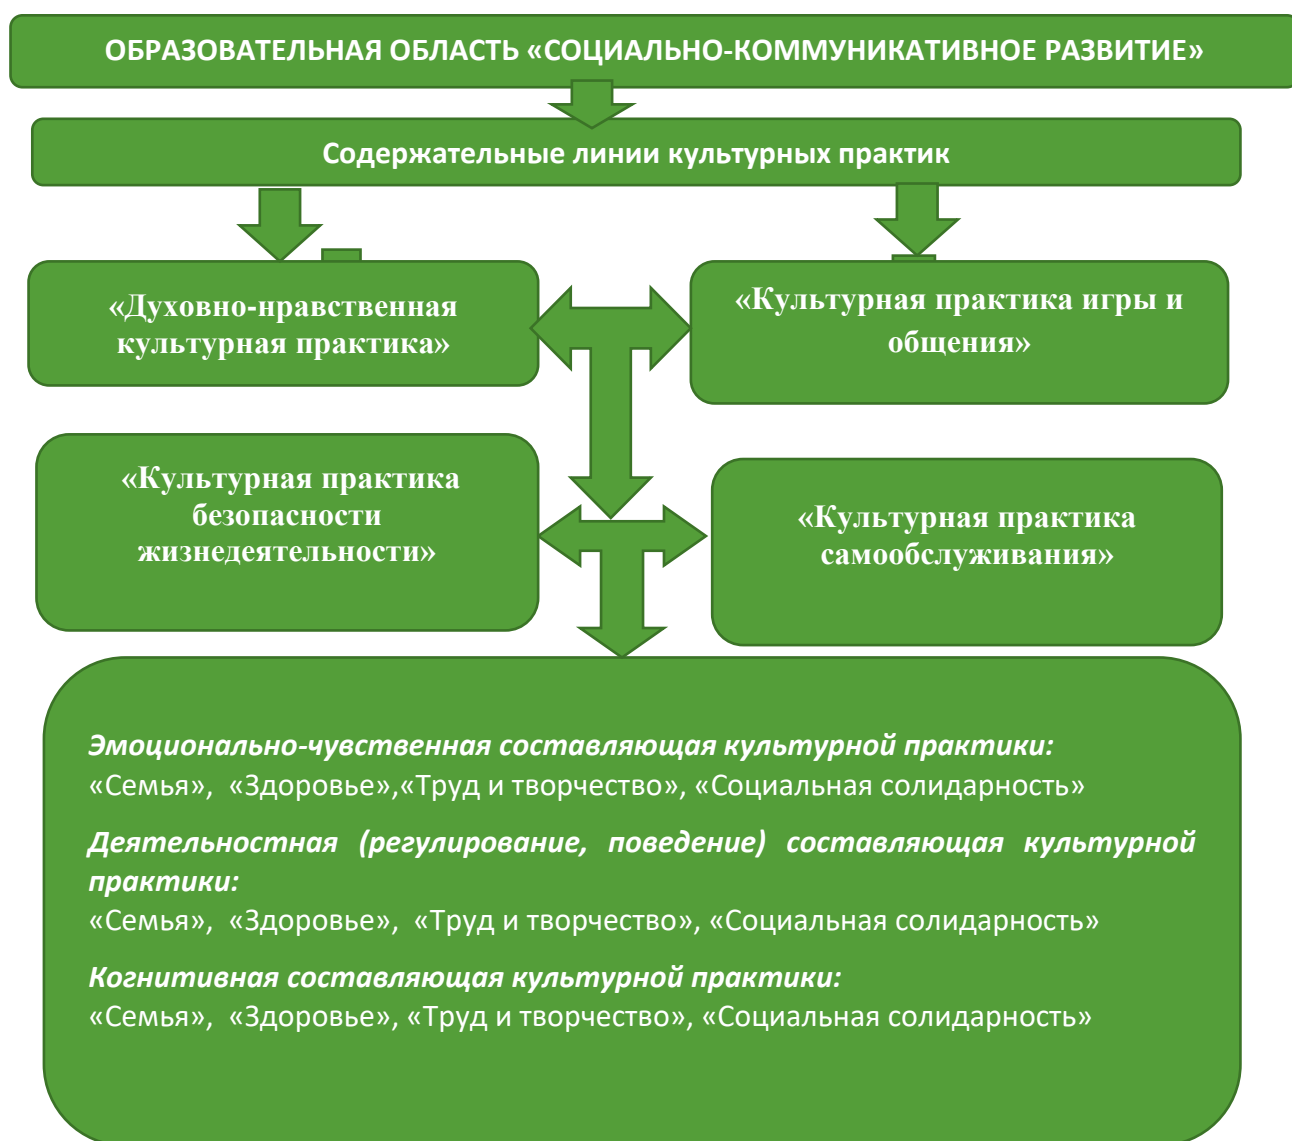 ОБРАЗОВАТЕЛЬНАЯ ОБЛАСТЬ «СОЦИАЛЬНО-КОММУНИКАТИВНОЕ РАЗВИТИЕ»
Содержательные линии культурных практик
«Духовно-нравственная
культурная практика»
«Культурная практика игры и
общения»
«Культурная практика
безопасности
жизнедеятельности»
«Культурная практика
самообслуживания»
Эмоционально-чувственная составляющая культурной практики:
«Семья», «Здоровье»,«Труд и творчество», «Социальная солидарность»
Деятельностная (регулирование, поведение) составляющая культурной
практики:
«Семья», «Здоровье», «Труд и творчество», «Социальная солидарность»
Когнитивная составляющая культурной практики:
«Семья», «Здоровье», «Труд и творчество», «Социальная солидарность»